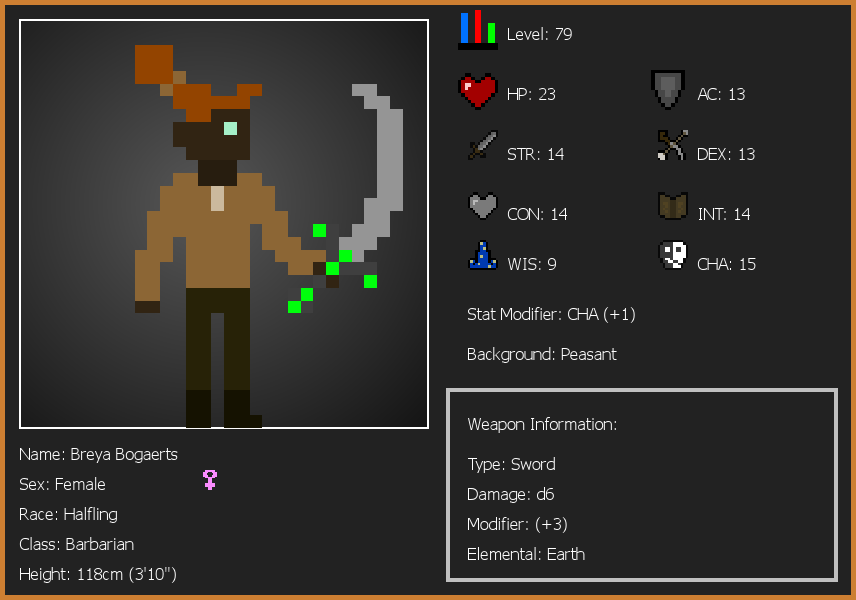 Level: 79
HP: 23
AC: 13
STR: 14
DEX: 13
CON: 14
INT: 14
WIS: 9
CHA: 15
Stat Modifier: CHA (+1)
Background: Peasant
Weapon Information:
Type: Sword
Damage: d6
Modifier: (+3)
Elemental: Earth
Name: Breya Bogaerts
Sex: Female
Race: Halfling
Class: Barbarian
Height: 118cm (3'10")